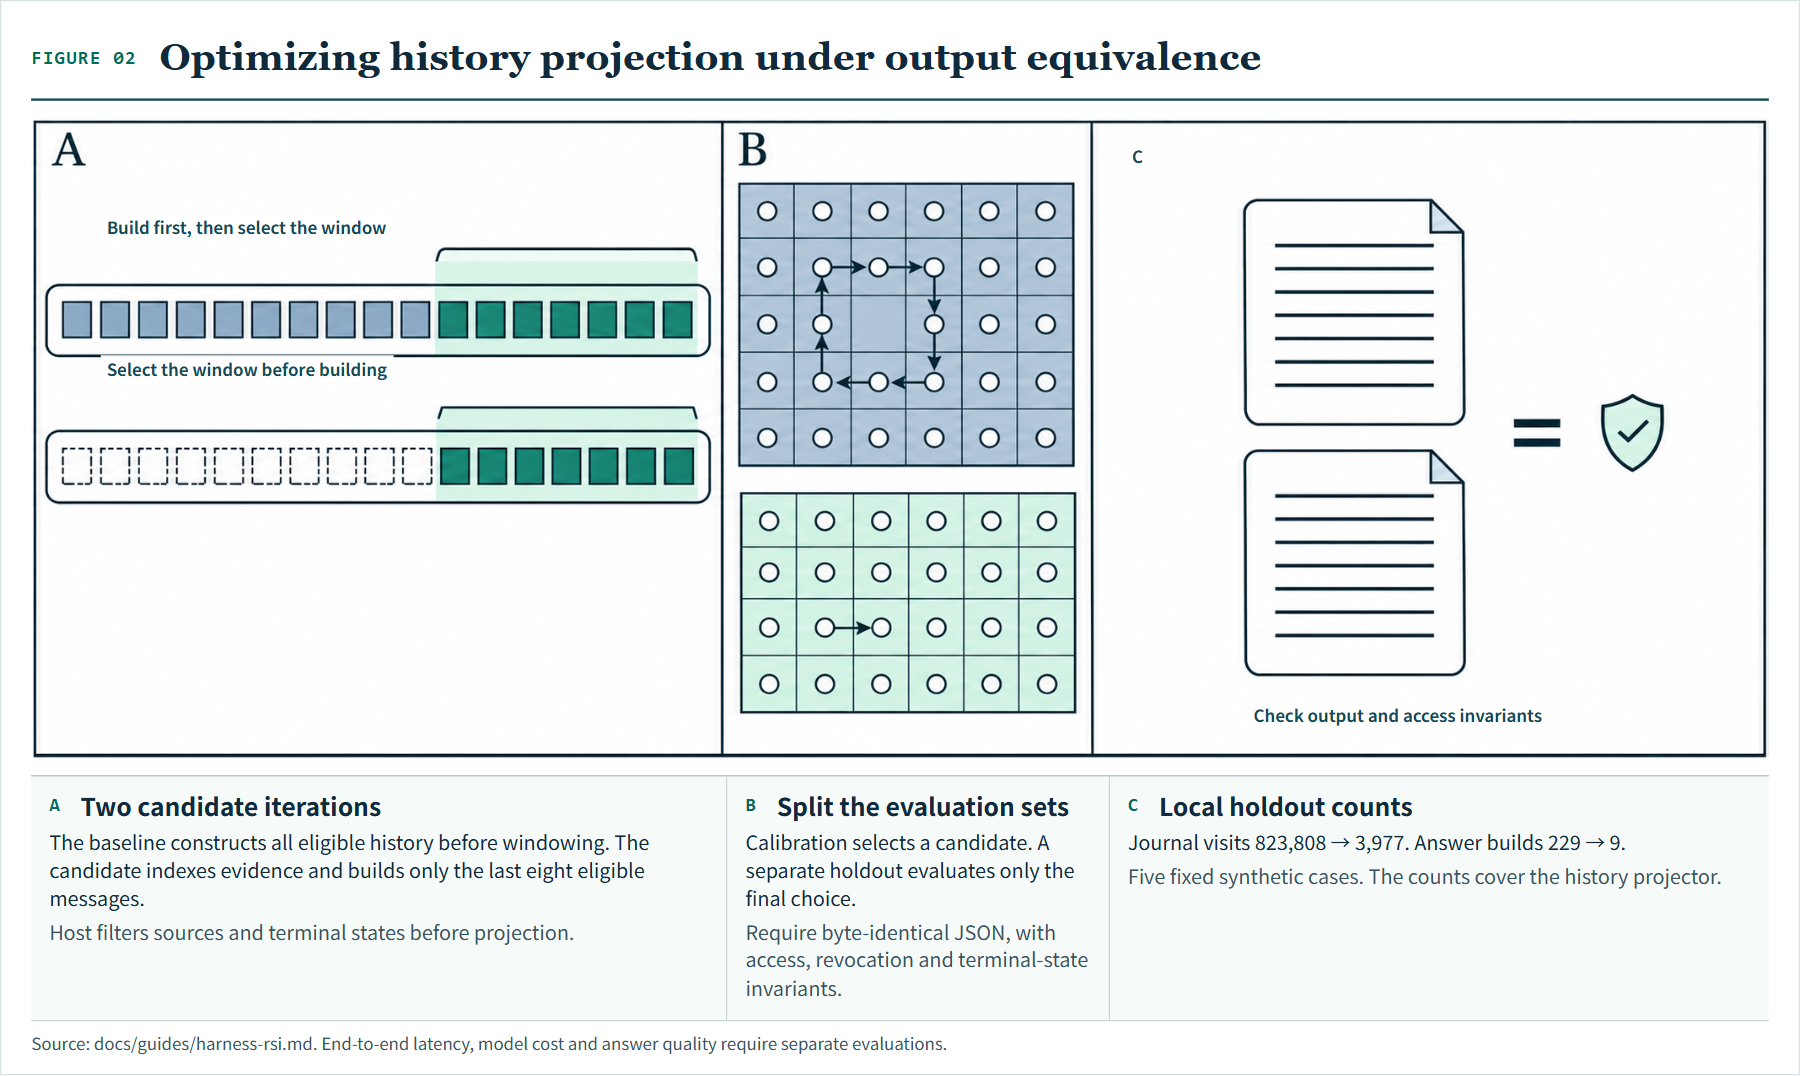 FIGURE 02 Optimizing history projection under output equivalence
A
Build first, then select the window
Select the window before building
B
C
Check output and access invariants
A Two candidate iterations
The baseline constructs all eligible history before windowing. The
candidate indexes evidence and builds only the last eight eligible
messages.
Host filters sources and terminal states before projection.
B Split the evaluation sets
Calibration selects a candidate. A
separate holdout evaluates only the
final choice.
Require byte-identical JSON, with
access, revocation and terminal-state
invariants.
C Local holdout counts
Journal visits 823,808 → 3,977. Answer builds 229 → 9.
Five fixed synthetic cases. The counts cover the history projector.
Source: docs/guides/harness-rsi.md. End-to-end latency, model cost and answer quality require separate evaluations.